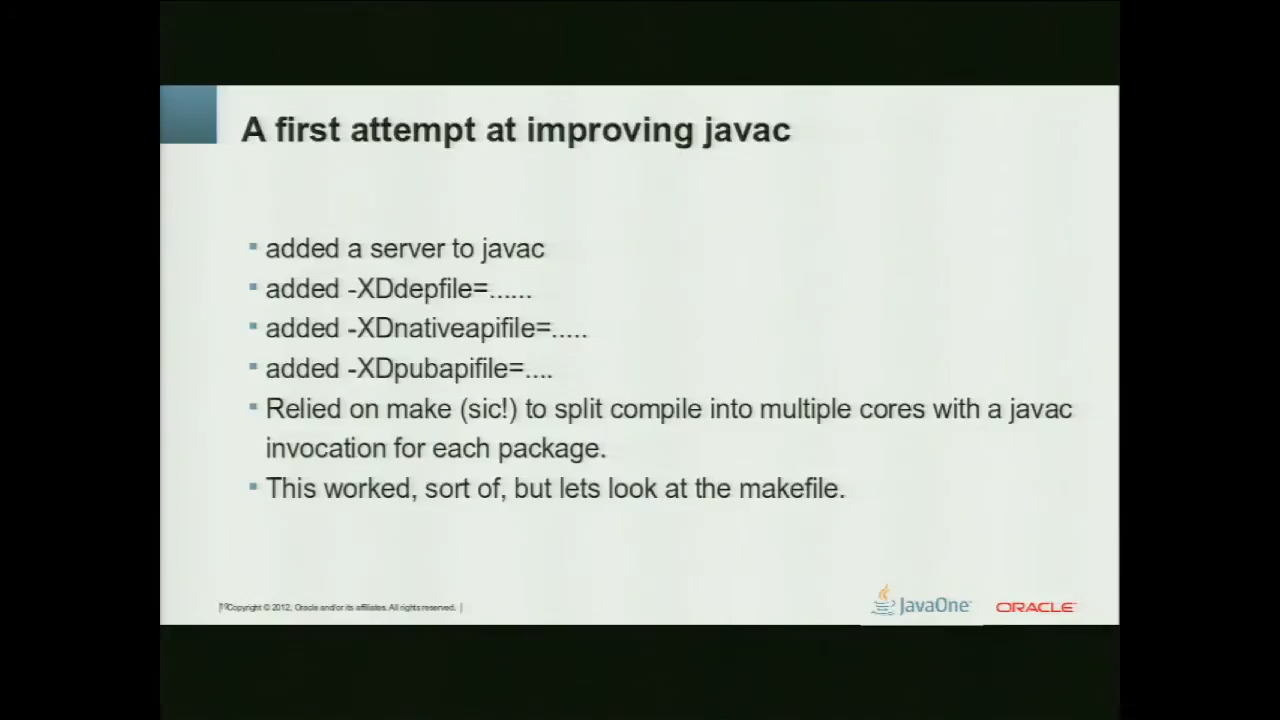 A first attempt at improving javac
added a server to javac
added -XDdepfile=......
added -XDnativeapifile=.....
added -XDpubapifile=....
Relied on make (sic!) to split compile into multiple cores with a javac
invocation for each package.
This worked, sort of, but lets look at the makefile.
Copyright © 2012, Oracle and/or its affiliates. All rights reserved.
JavaOne
ORACLE